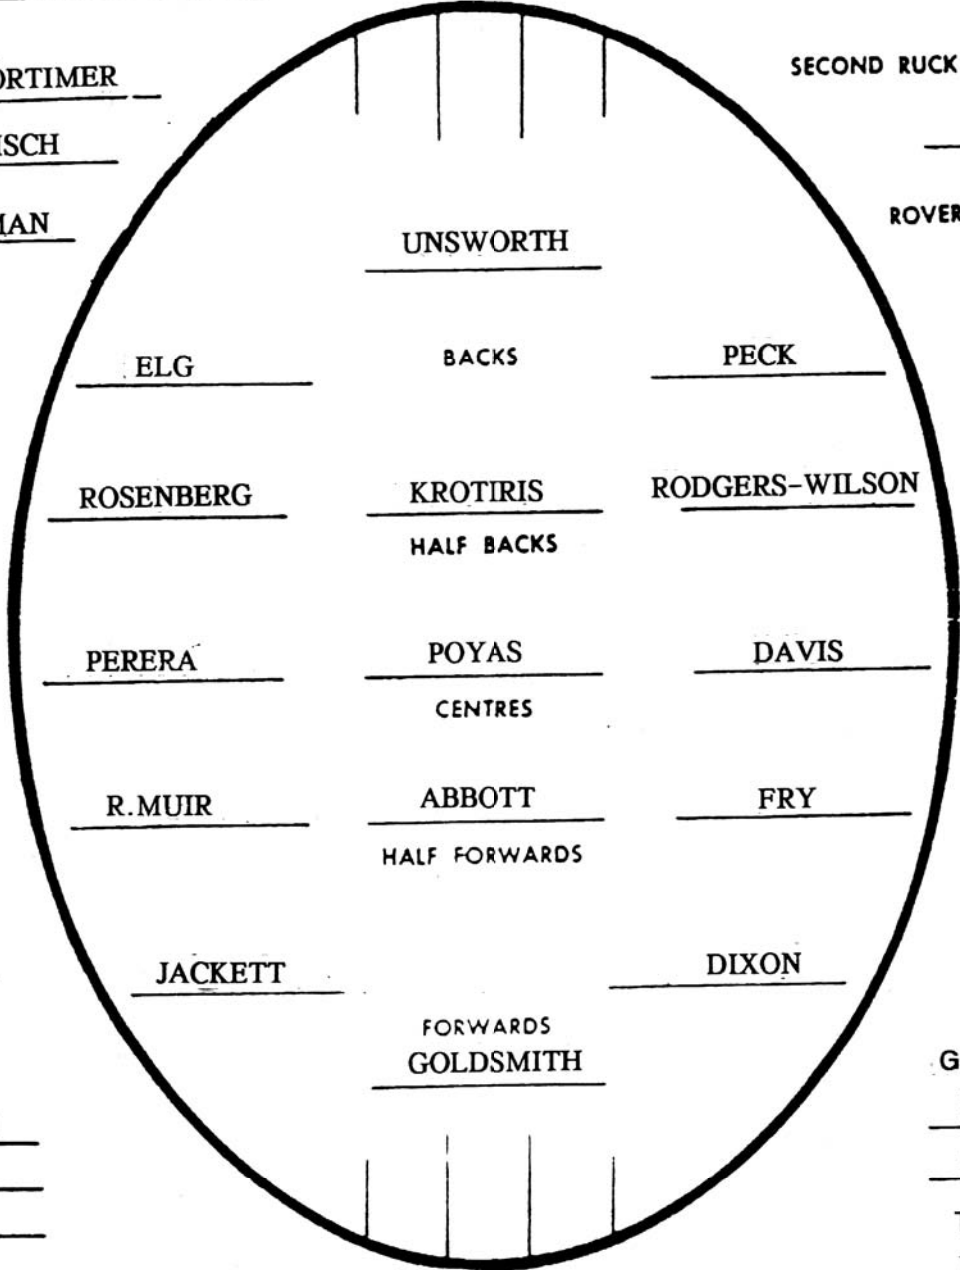 ORTIMER
SECOND RUCK
ISCH
MAN
ROVER
UNSWORTH
ELG
BACKS
PECK
ROSENBERG
KROTIRIS
RODGERS-WILSON
HALF BACKS
PERERA
POYAS
DAVIS
CENTRES
R.MUIR
ABBOTT
FRY
HALF FORWARDS
JACKETT
DIXON
FORWARDS
GOLDSMITH
G